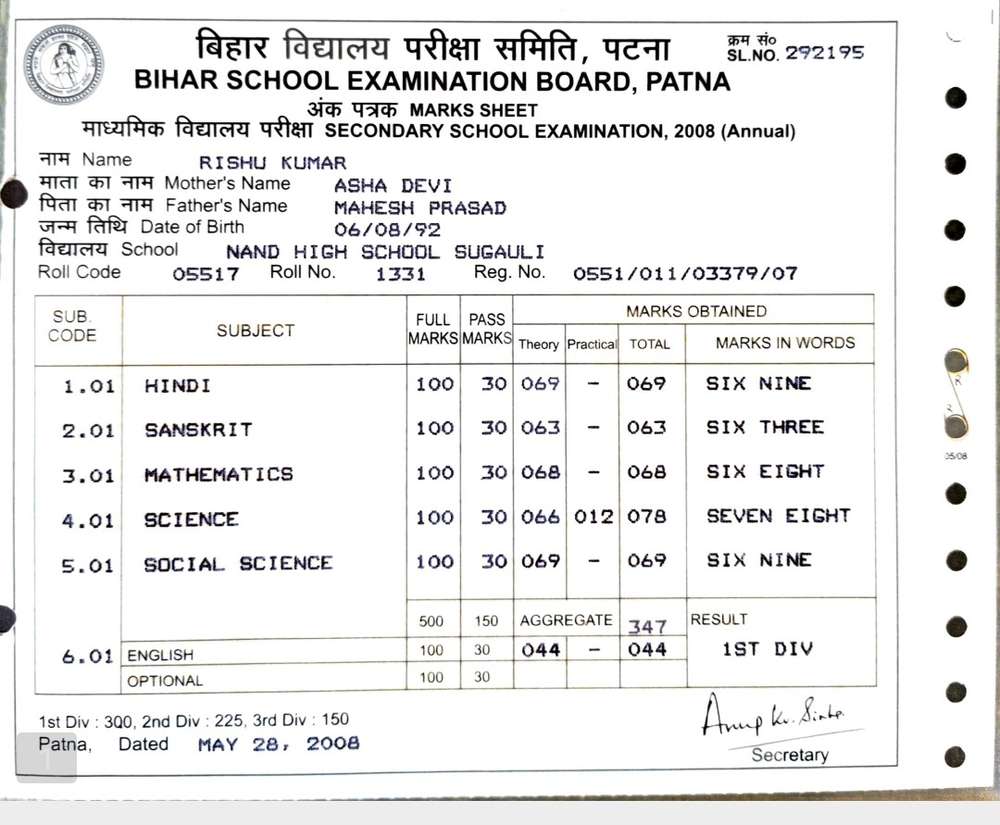 बिहार विद्यालय परीक्षा समिति, पटना
क्रम सं०
SL.NO. 292195
BIHAR SCHOOL EXAMINATION BOARD, PATNA
अंक पत्रक MARKS SHEET
माध्यमिक विद्यालय परीक्षा SECONDARY SCHOOL EXAMINATION, 2008 (Annual)
नाम Name RISHU KUMAR
माता का नाम Mother's Name ASHA DEVI
पिता का नाम Father's Name MAHESH PRASAD
जन्म तिथि Date of Birth 06/08/92
विद्यालय School NAND HIGH SCHOOL SUGAULI
Roll Code 05517 Roll No. 1331 Reg. No. 0551/011/03379/07
SUB. CODE SUBJECT FULL MARKS PASS MARKS MARKS OBTAINED
Theory Practical TOTAL MARKS IN WORDS
1.01 HINDI 100 30 069 – 069 SIX NINE
2.01 SANSKRIT 100 30 063 – 063 SIX THREE
3.01 MATHEMATICS 100 30 068 – 068 SIX EIGHT
4.01 SCIENCE 100 30 066 012 078 SEVEN EIGHT
5.01 SOCIAL SCIENCE 100 30 069 – 069 SIX NINE
500 150 AGGREGATE 347 RESULT
6.01 ENGLISH 100 30 044 – 044 1ST DIV
OPTIONAL 100 30
1st Div : 300, 2nd Div : 225, 3rd Div : 150
Patna, Dated MAY 28, 2008
Anup Kr. Sinha
Secretary
05/08
1